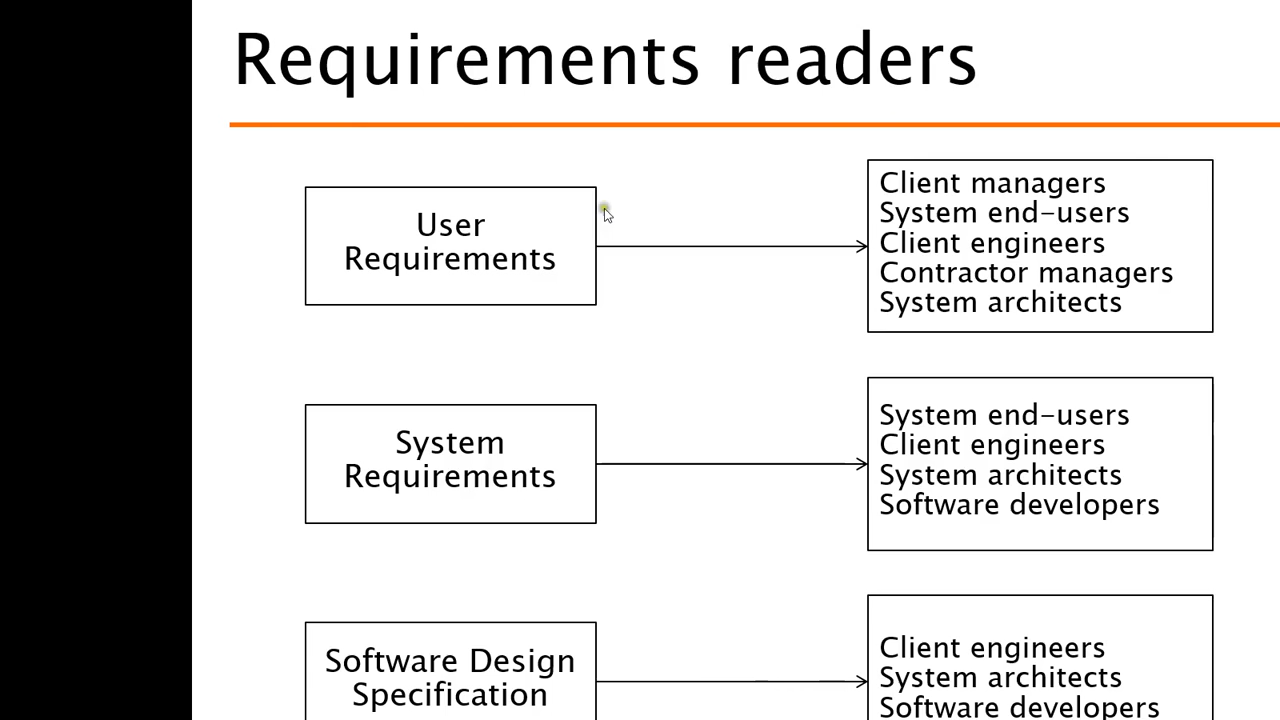 Requirements readers
User
Requirements
Client managers
System end-users
Client engineers
Contractor managers
System architects
System
Requirements
System end-users
Client engineers
System architects
Software developers
Software Design
Specification
Client engineers
System architects
Software developers